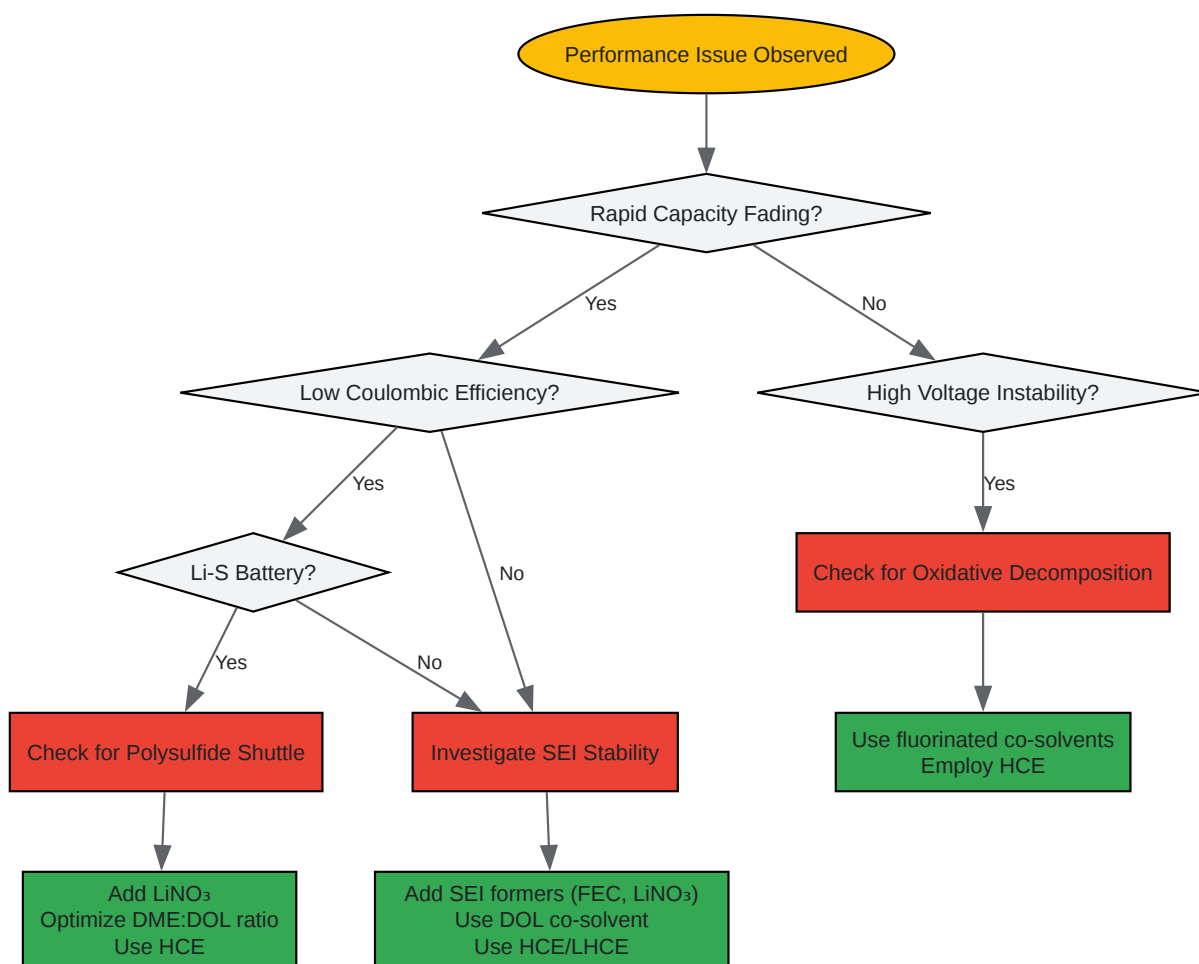 Performance Issue Observed
Rapid Capacity Fading?
Yes
No
Low Coulombic Efficiency?
High Voltage Instability?
Yes
Yes
Li-S Battery?
No
Check for Oxidative Decomposition
Yes
No
Check for Polysulfide Shuttle
Investigate SEI Stability
Use fluorinated co-solvents
Employ HCE
Add LiNO₃
Optimize DME:DOL ratio
Use HCE
Add SEI formers (FEC, LiNO₃)
Use DOL co-solvent
Use HCE/LHCE